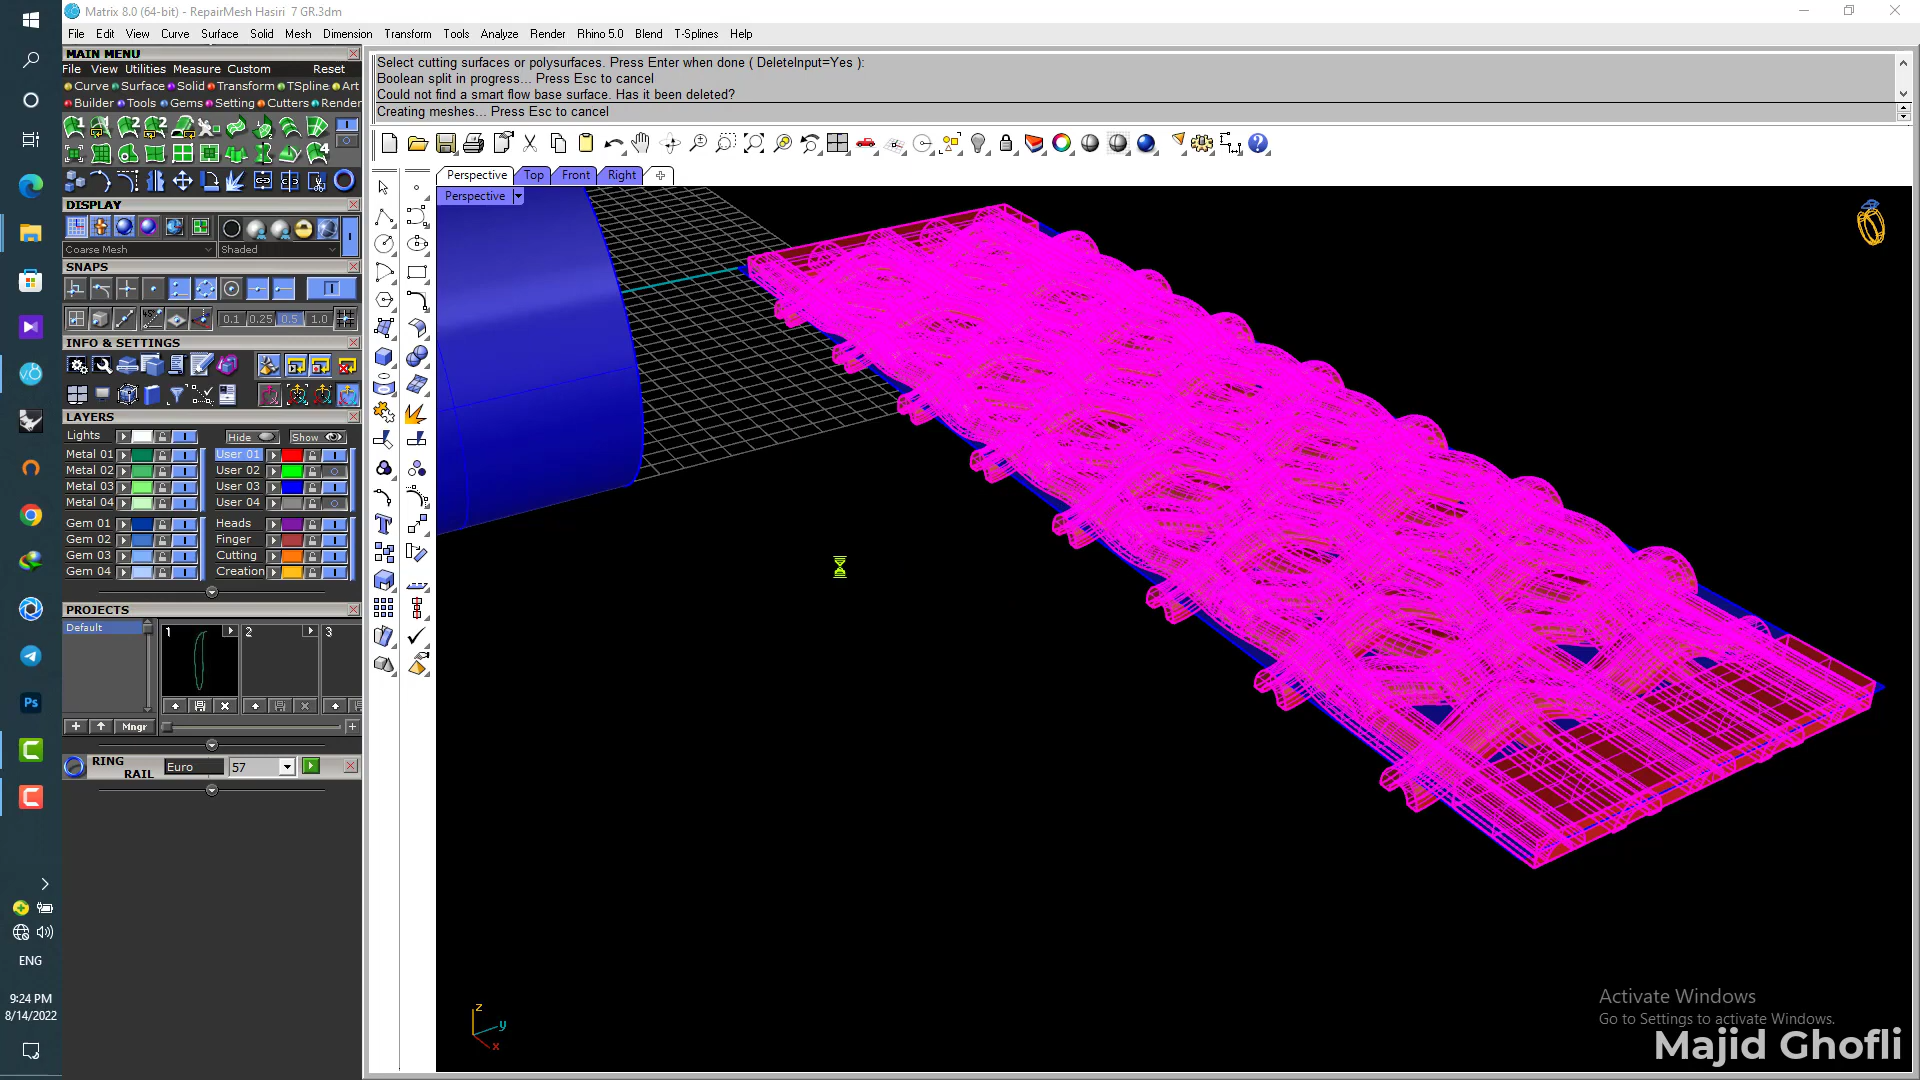 Matrix 8.0 (64-bit) - RepairMesh Hasiri 7 GR.3dm
File Edit View Curve Surface Solid Mesh Dimension Transform Tools Analyze Render Rhino 5.0 Blend T-Splines Help
MAIN MENU
File View Utilities Measure Custom Reset
Curve Surface Solid Transform TSpline Art
Builder Tools Gems Setting Cutters Render
Select cutting surfaces or polysurfaces. Press Enter when done ( DeleteInput=Yes ):
Boolean split in progress... Press Esc to cancel
Could not find a smart flow base surface. Has it been deleted?
Creating meshes... Press Esc to cancel
Perspective Top Front Right
Perspective
DISPLAY
Coarse Mesh Shaded
SNAPS
0.1 0.25 0.5 1.0
INFO & SETTINGS
LAYERS
Lights Hide Show
Metal 01 User 01
Metal 02 User 02
Metal 03 User 03
Metal 04 User 04
Gem 01 Heads
Gem 02 Finger
Gem 03 Cutting
Gem 04 Creation
PROJECTS
Default 1 2 3
Mngr
RING
RAIL Euro 57
ENG
9:24 PM
8/14/2022
z
y
x
Activate Windows
Go to Settings to activate Windows.
Majid Ghofli